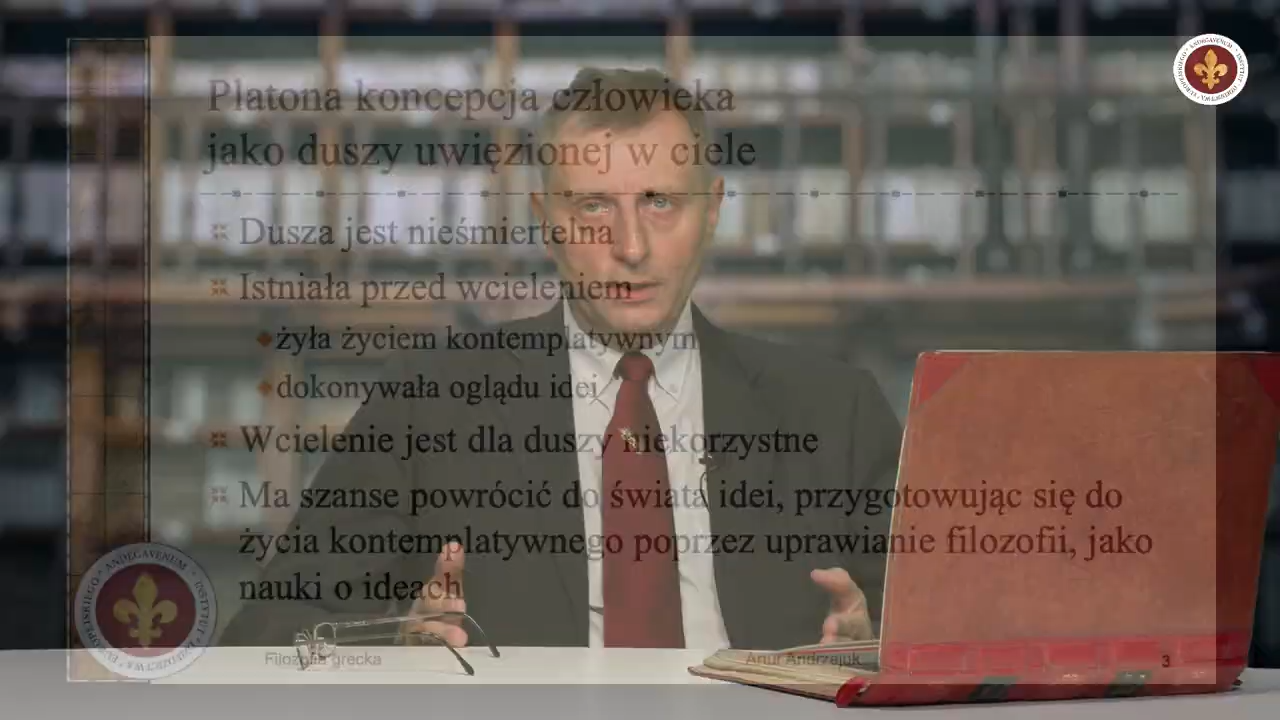 Platona koncepcja człowieka
jako duszy uwięzionej w ciele
Dusza jest nieśmiertelna
Istniała przed wcieleniem
żyła życiem kontemplatywnym
dokonywała oglądu idei
Wcielenie jest dla duszy niekorzystne
Ma szanse powrócić do świata idei, przygotowując się do
życia kontemplatywnego poprzez uprawianie filozofii, jako
nauki o ideach
Filozofia grecka
Artur Andrzejuk
3